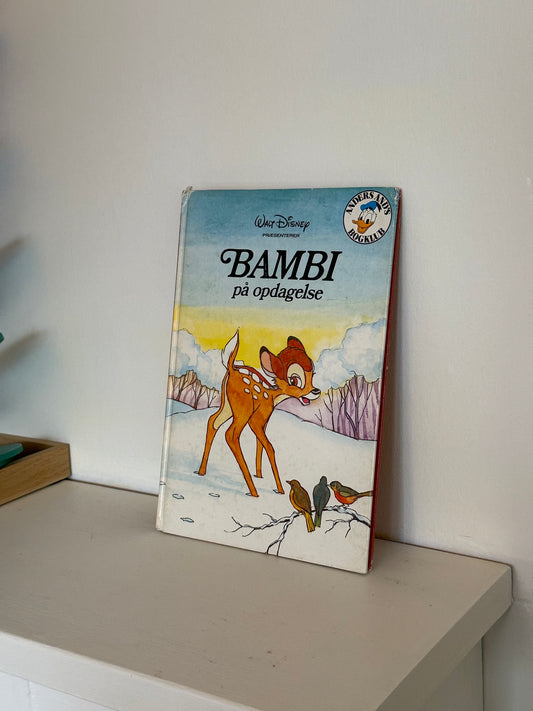 WALT DISNEY
PRÆSENTERER
BAMBI
på opdagelse
ANDERS AND'S
BOGKLUB